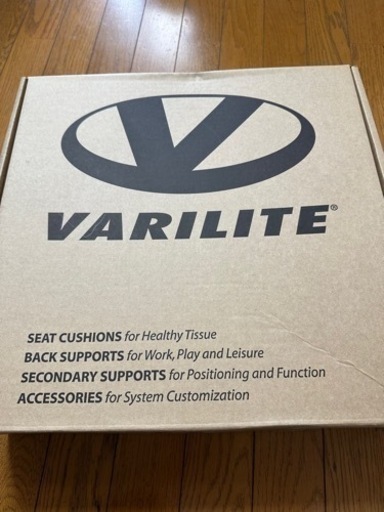 VARILITE®
SEAT CUSHIONS for Healthy Tissue
BACK SUPPORTS for Work, Play and Leisure
SECONDARY SUPPORTS for Positioning and Function
ACCESSORIES for System Customization